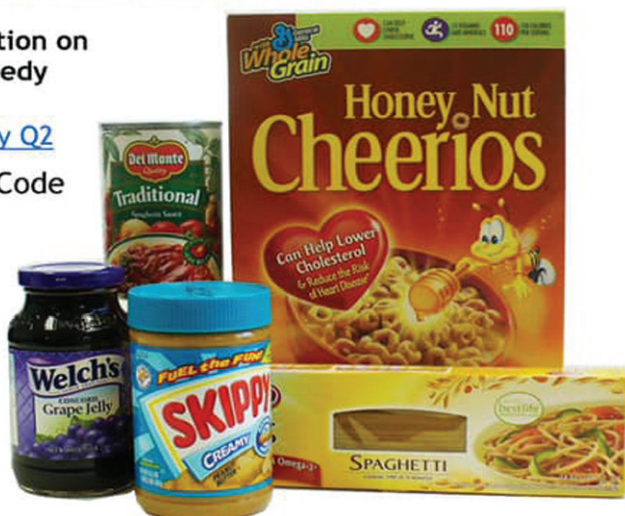 tion on
edy
y Q2
Code
Whole
Grain
110
Honey Nut
Cheerios
Can Help Lower
Cholesterol
& Reduce the Risk
of Heart Disease*
Del Monte
Quality
Traditional
Spaghetti Sauce
Welch's
CONCORD
Grape Jelly
FUEL the FUN!
SKIPPY
CREAMY
PEANUT
BUTTER
bestlife
Omega-3
SPAGHETTI